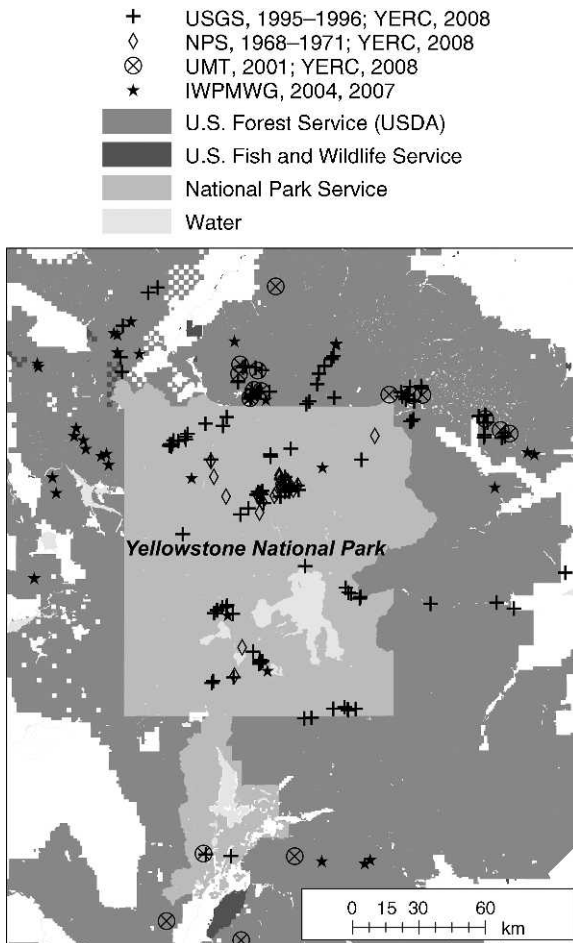 USGS, 1995–1996; YERC, 2008
NPS, 1968–1971; YERC, 2008
UMT, 2001; YERC, 2008
IWPMWG, 2004, 2007
U.S. Forest Service (USDA)
U.S. Fish and Wildlife Service
National Park Service
Water
Yellowstone National Park
0 15 30 60
km